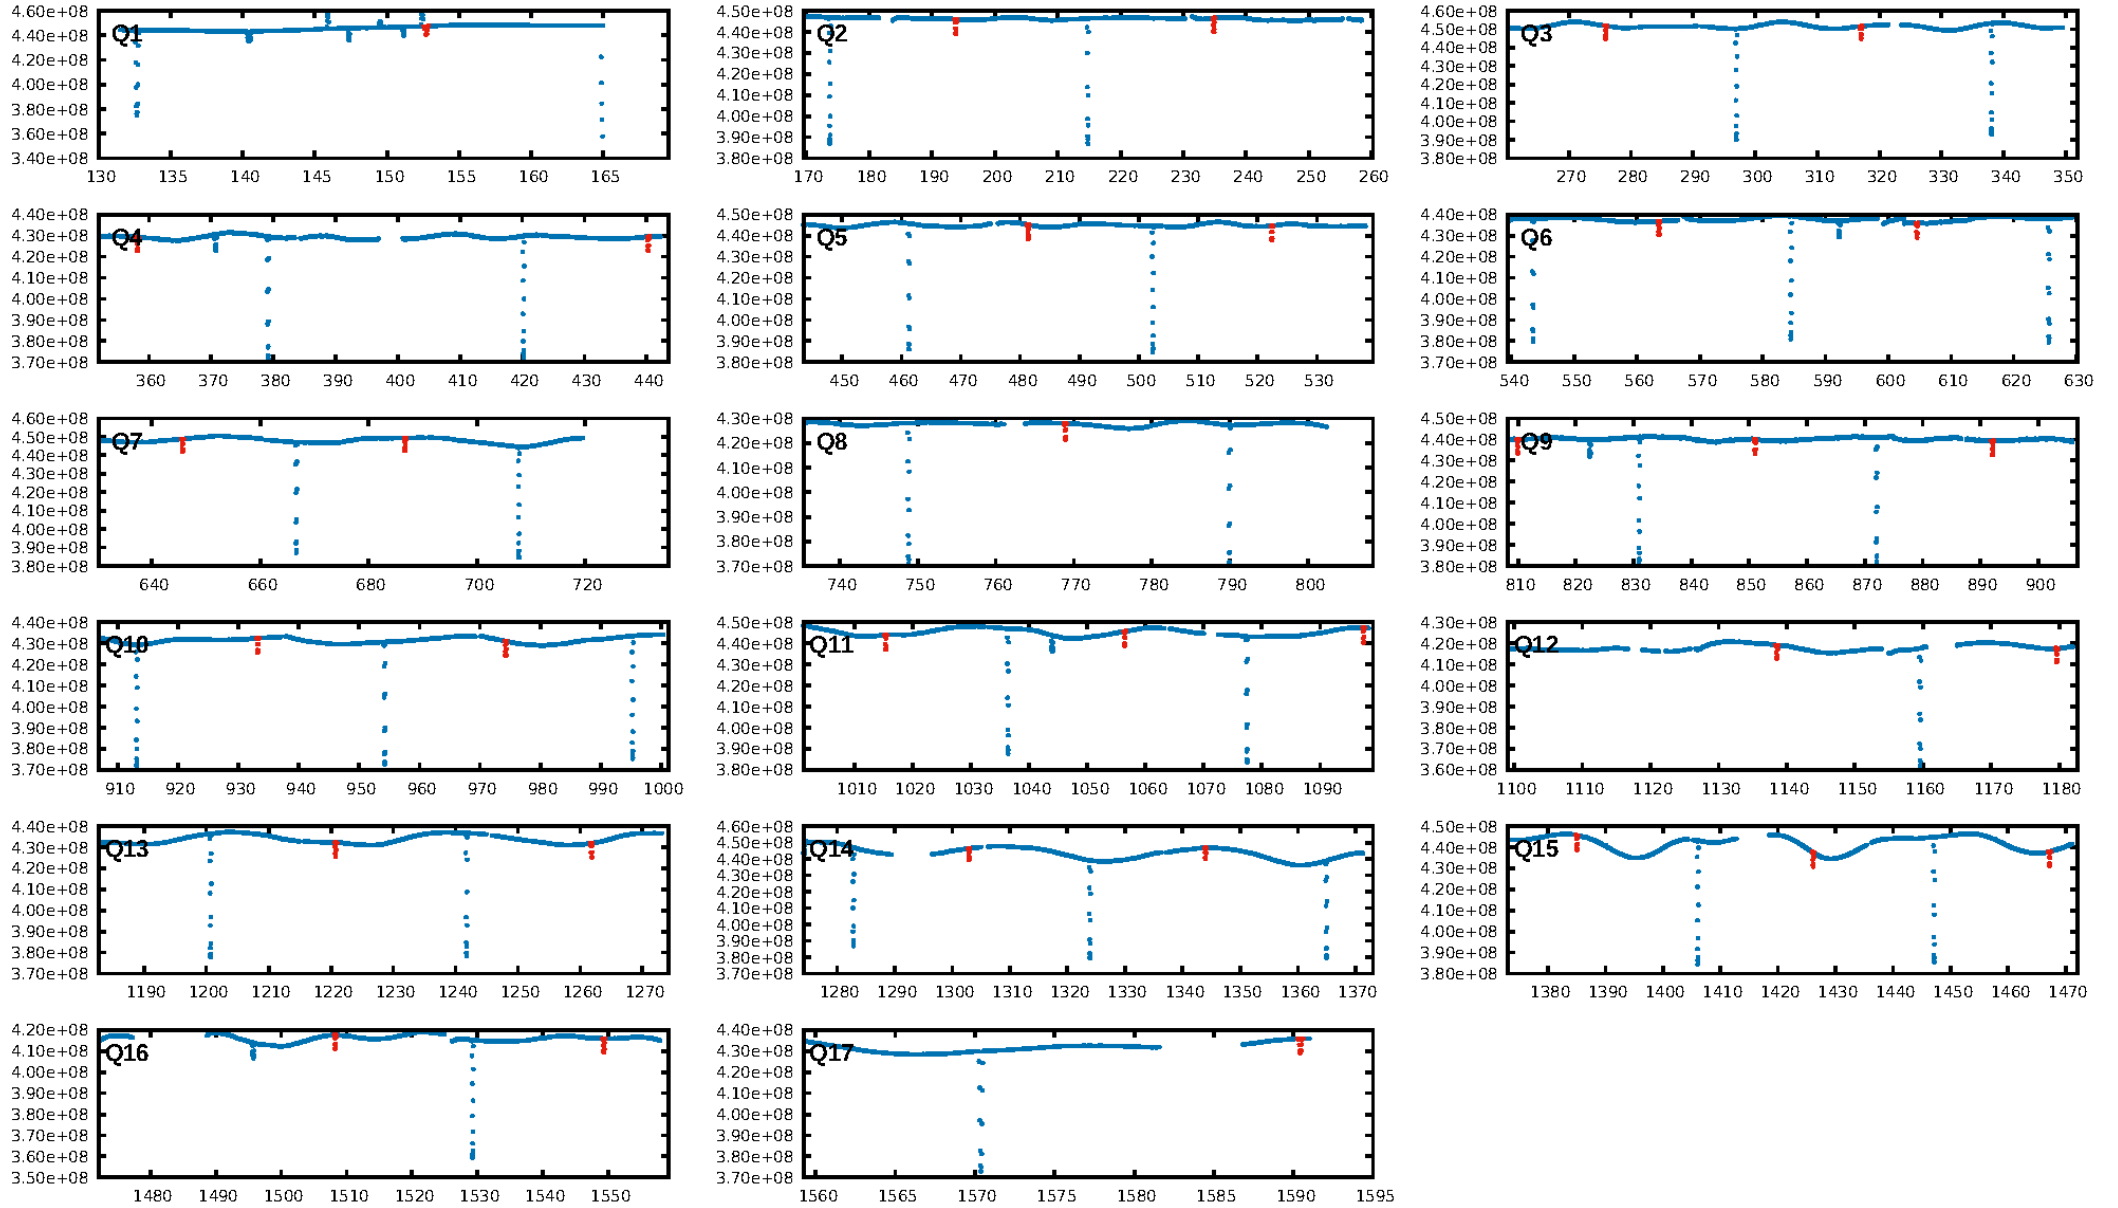 4.60e+08 4.40e+08 4.20e+08 4.00e+08 3.80e+08 3.60e+08 3.40e+08
Q1
130 135 140 145 150 155 160 165
4.50e+08 4.40e+08 4.30e+08 4.20e+08 4.10e+08 4.00e+08 3.90e+08 3.80e+08
Q2
170 180 190 200 210 220 230 240 250 260
4.60e+08 4.50e+08 4.40e+08 4.30e+08 4.20e+08 4.10e+08 4.00e+08 3.90e+08 3.80e+08
Q3
270 280 290 300 310 320 330 340 350
4.40e+08 4.30e+08 4.20e+08 4.10e+08 4.00e+08 3.90e+08 3.80e+08 3.70e+08
Q4
360 370 380 390 400 410 420 430 440
4.50e+08 4.40e+08 4.30e+08 4.20e+08 4.10e+08 4.00e+08 3.90e+08 3.80e+08
Q5
450 460 470 480 490 500 510 520 530
4.40e+08 4.30e+08 4.20e+08 4.10e+08 4.00e+08 3.90e+08 3.80e+08 3.70e+08
Q6
540 550 560 570 580 590 600 610 620 630
4.60e+08 4.50e+08 4.40e+08 4.30e+08 4.20e+08 4.10e+08 4.00e+08 3.90e+08 3.80e+08
Q7
640 660 680 700 720
4.30e+08 4.20e+08 4.10e+08 4.00e+08 3.90e+08 3.80e+08 3.70e+08
Q8
740 750 760 770 780 790 800
4.50e+08 4.40e+08 4.30e+08 4.20e+08 4.10e+08 4.00e+08 3.90e+08 3.80e+08
Q9
810 820 830 840 850 860 870 880 890 900
4.40e+08 4.30e+08 4.20e+08 4.10e+08 4.00e+08 3.90e+08 3.80e+08 3.70e+08
Q10
910 920 930 940 950 960 970 980 990 1000
4.50e+08 4.40e+08 4.30e+08 4.20e+08 4.10e+08 4.00e+08 3.90e+08 3.80e+08
Q11
1010 1020 1030 1040 1050 1060 1070 1080 1090
4.30e+08 4.20e+08 4.10e+08 4.00e+08 3.90e+08 3.80e+08 3.70e+08 3.60e+08
Q12
1100 1110 1120 1130 1140 1150 1160 1170 1180
4.40e+08 4.30e+08 4.20e+08 4.10e+08 4.00e+08 3.90e+08 3.80e+08 3.70e+08
Q13
1190 1200 1210 1220 1230 1240 1250 1260 1270
4.60e+08 4.50e+08 4.40e+08 4.30e+08 4.20e+08 4.10e+08 4.00e+08 3.90e+08 3.80e+08 3.70e+08
Q14
1280 1290 1300 1310 1320 1330 1340 1350 1360 1370
4.50e+08 4.40e+08 4.30e+08 4.20e+08 4.10e+08 4.00e+08 3.90e+08 3.80e+08
Q15
1380 1390 1400 1410 1420 1430 1440 1450 1460 1470
4.20e+08 4.10e+08 4.00e+08 3.90e+08 3.80e+08 3.70e+08 3.60e+08 3.50e+08
Q16
1480 1490 1500 1510 1520 1530 1540 1550
4.40e+08 4.30e+08 4.20e+08 4.10e+08 4.00e+08 3.90e+08 3.80e+08 3.70e+08
Q17
1560 1565 1570 1575 1580 1585 1590 1595